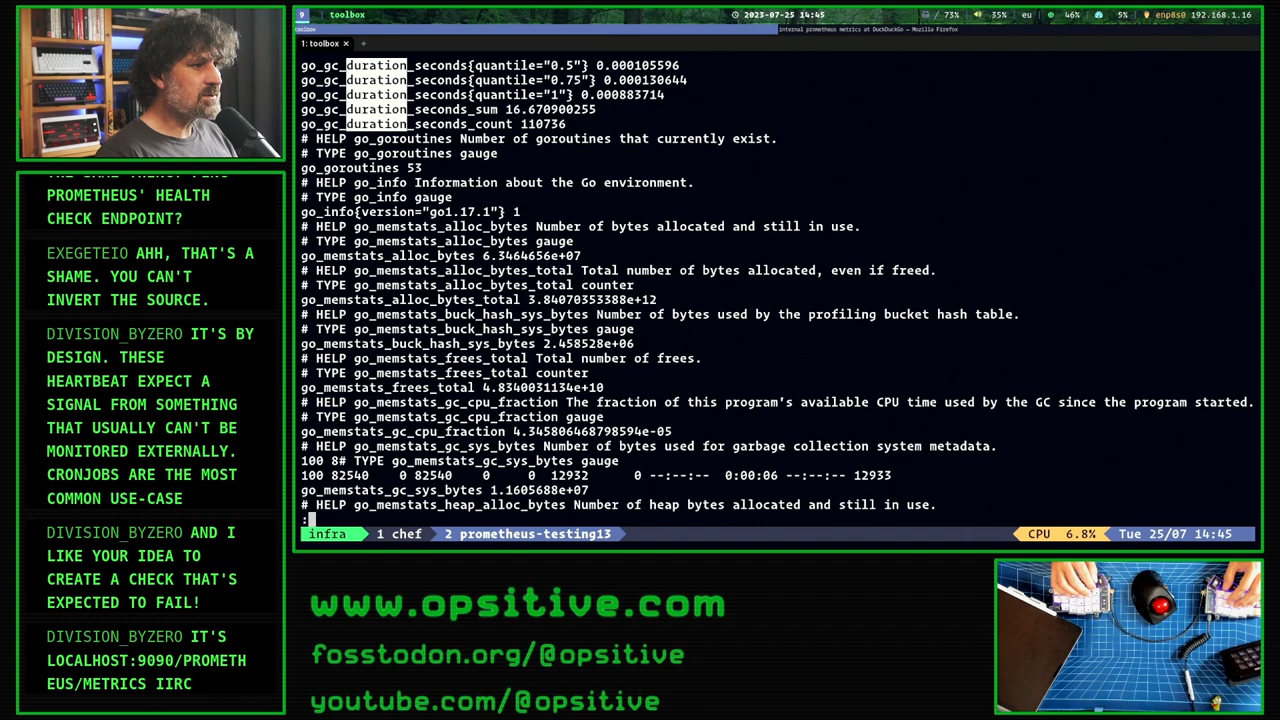 9 toolbox 2023-07-25 14:45 / 73% 35% eu 46% 5% enp8s0 192.168.1.16
toolbox internal prometheus metrics at DuckDuckGo — Mozilla Firefox
1: toolbox × +
go_gc_duration_seconds{quantile="0.5"} 0.000105596
go_gc_duration_seconds{quantile="0.75"} 0.000130644
go_gc_duration_seconds{quantile="1"} 0.000883714
go_gc_duration_seconds_sum 16.670900255
go_gc_duration_seconds_count 110736
# HELP go_goroutines Number of goroutines that currently exist.
# TYPE go_goroutines gauge
go_goroutines 53
# HELP go_info Information about the Go environment.
# TYPE go_info gauge
go_info{version="go1.17.1"} 1
# HELP go_memstats_alloc_bytes Number of bytes allocated and still in use.
# TYPE go_memstats_alloc_bytes gauge
go_memstats_alloc_bytes 6.3464656e+07
# HELP go_memstats_alloc_bytes_total Total number of bytes allocated, even if freed.
# TYPE go_memstats_alloc_bytes_total counter
go_memstats_alloc_bytes_total 3.84070353388e+12
# HELP go_memstats_buck_hash_sys_bytes Number of bytes used by the profiling bucket hash table.
# TYPE go_memstats_buck_hash_sys_bytes gauge
go_memstats_buck_hash_sys_bytes 2.458528e+06
# HELP go_memstats_frees_total Total number of frees.
# TYPE go_memstats_frees_total counter
go_memstats_frees_total 4.8340031134e+10
# HELP go_memstats_gc_cpu_fraction The fraction of this program's available CPU time used by the GC since the program started.
# TYPE go_memstats_gc_cpu_fraction gauge
go_memstats_gc_cpu_fraction 4.345806468798594e-05
# HELP go_memstats_gc_sys_bytes Number of bytes used for garbage collection system metadata.
100 8# TYPE go_memstats_gc_sys_bytes gauge
100 82540 0 82540 0 0 12932 0 --:--:-- 0:00:06 --:--:-- 12933
go_memstats_gc_sys_bytes 1.1605688e+07
# HELP go_memstats_heap_alloc_bytes Number of heap bytes allocated and still in use.
:
infra 1 chef 2 prometheus-testing13 CPU 6.8% Tue 25/07 14:45
PROMETHEUS' HEALTH
CHECK ENDPOINT?
EXEGETEIO AHH, THAT'S A
SHAME. YOU CAN'T
INVERT THE SOURCE.
DIVISION_BYZERO IT'S BY
DESIGN. THESE
HEARTBEAT EXPECT A
SIGNAL FROM SOMETHING
THAT USUALLY CAN'T BE
MONITORED EXTERNALLY.
CRONJOBS ARE THE MOST
COMMON USE-CASE
DIVISION_BYZERO AND I
LIKE YOUR IDEA TO
CREATE A CHECK THAT'S
EXPECTED TO FAIL!
DIVISION_BYZERO IT'S
LOCALHOST:9090/PROMETH
EUS/METRICS IIRC
www.opsitive.com
fosstodon.org/@opsitive
youtube.com/@opsitive